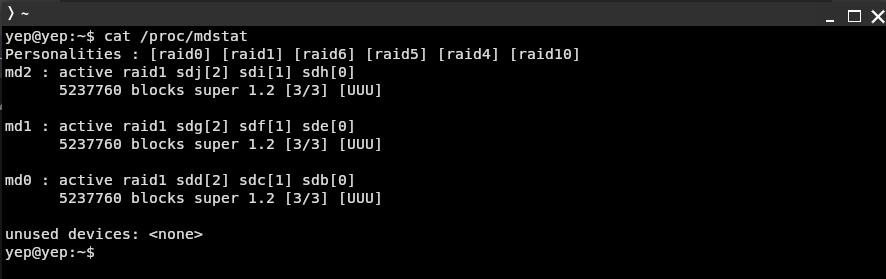 ~
yep@yep:~$ cat /proc/mdstat
Personalities : [raid0] [raid1] [raid6] [raid5] [raid4] [raid10]
md2 : active raid1 sdj[2] sdi[1] sdh[0]
      5237760 blocks super 1.2 [3/3] [UUU]

md1 : active raid1 sdg[2] sdf[1] sde[0]
      5237760 blocks super 1.2 [3/3] [UUU]

md0 : active raid1 sdd[2] sdc[1] sdb[0]
      5237760 blocks super 1.2 [3/3] [UUU]

unused devices: <none>
yep@yep:~$